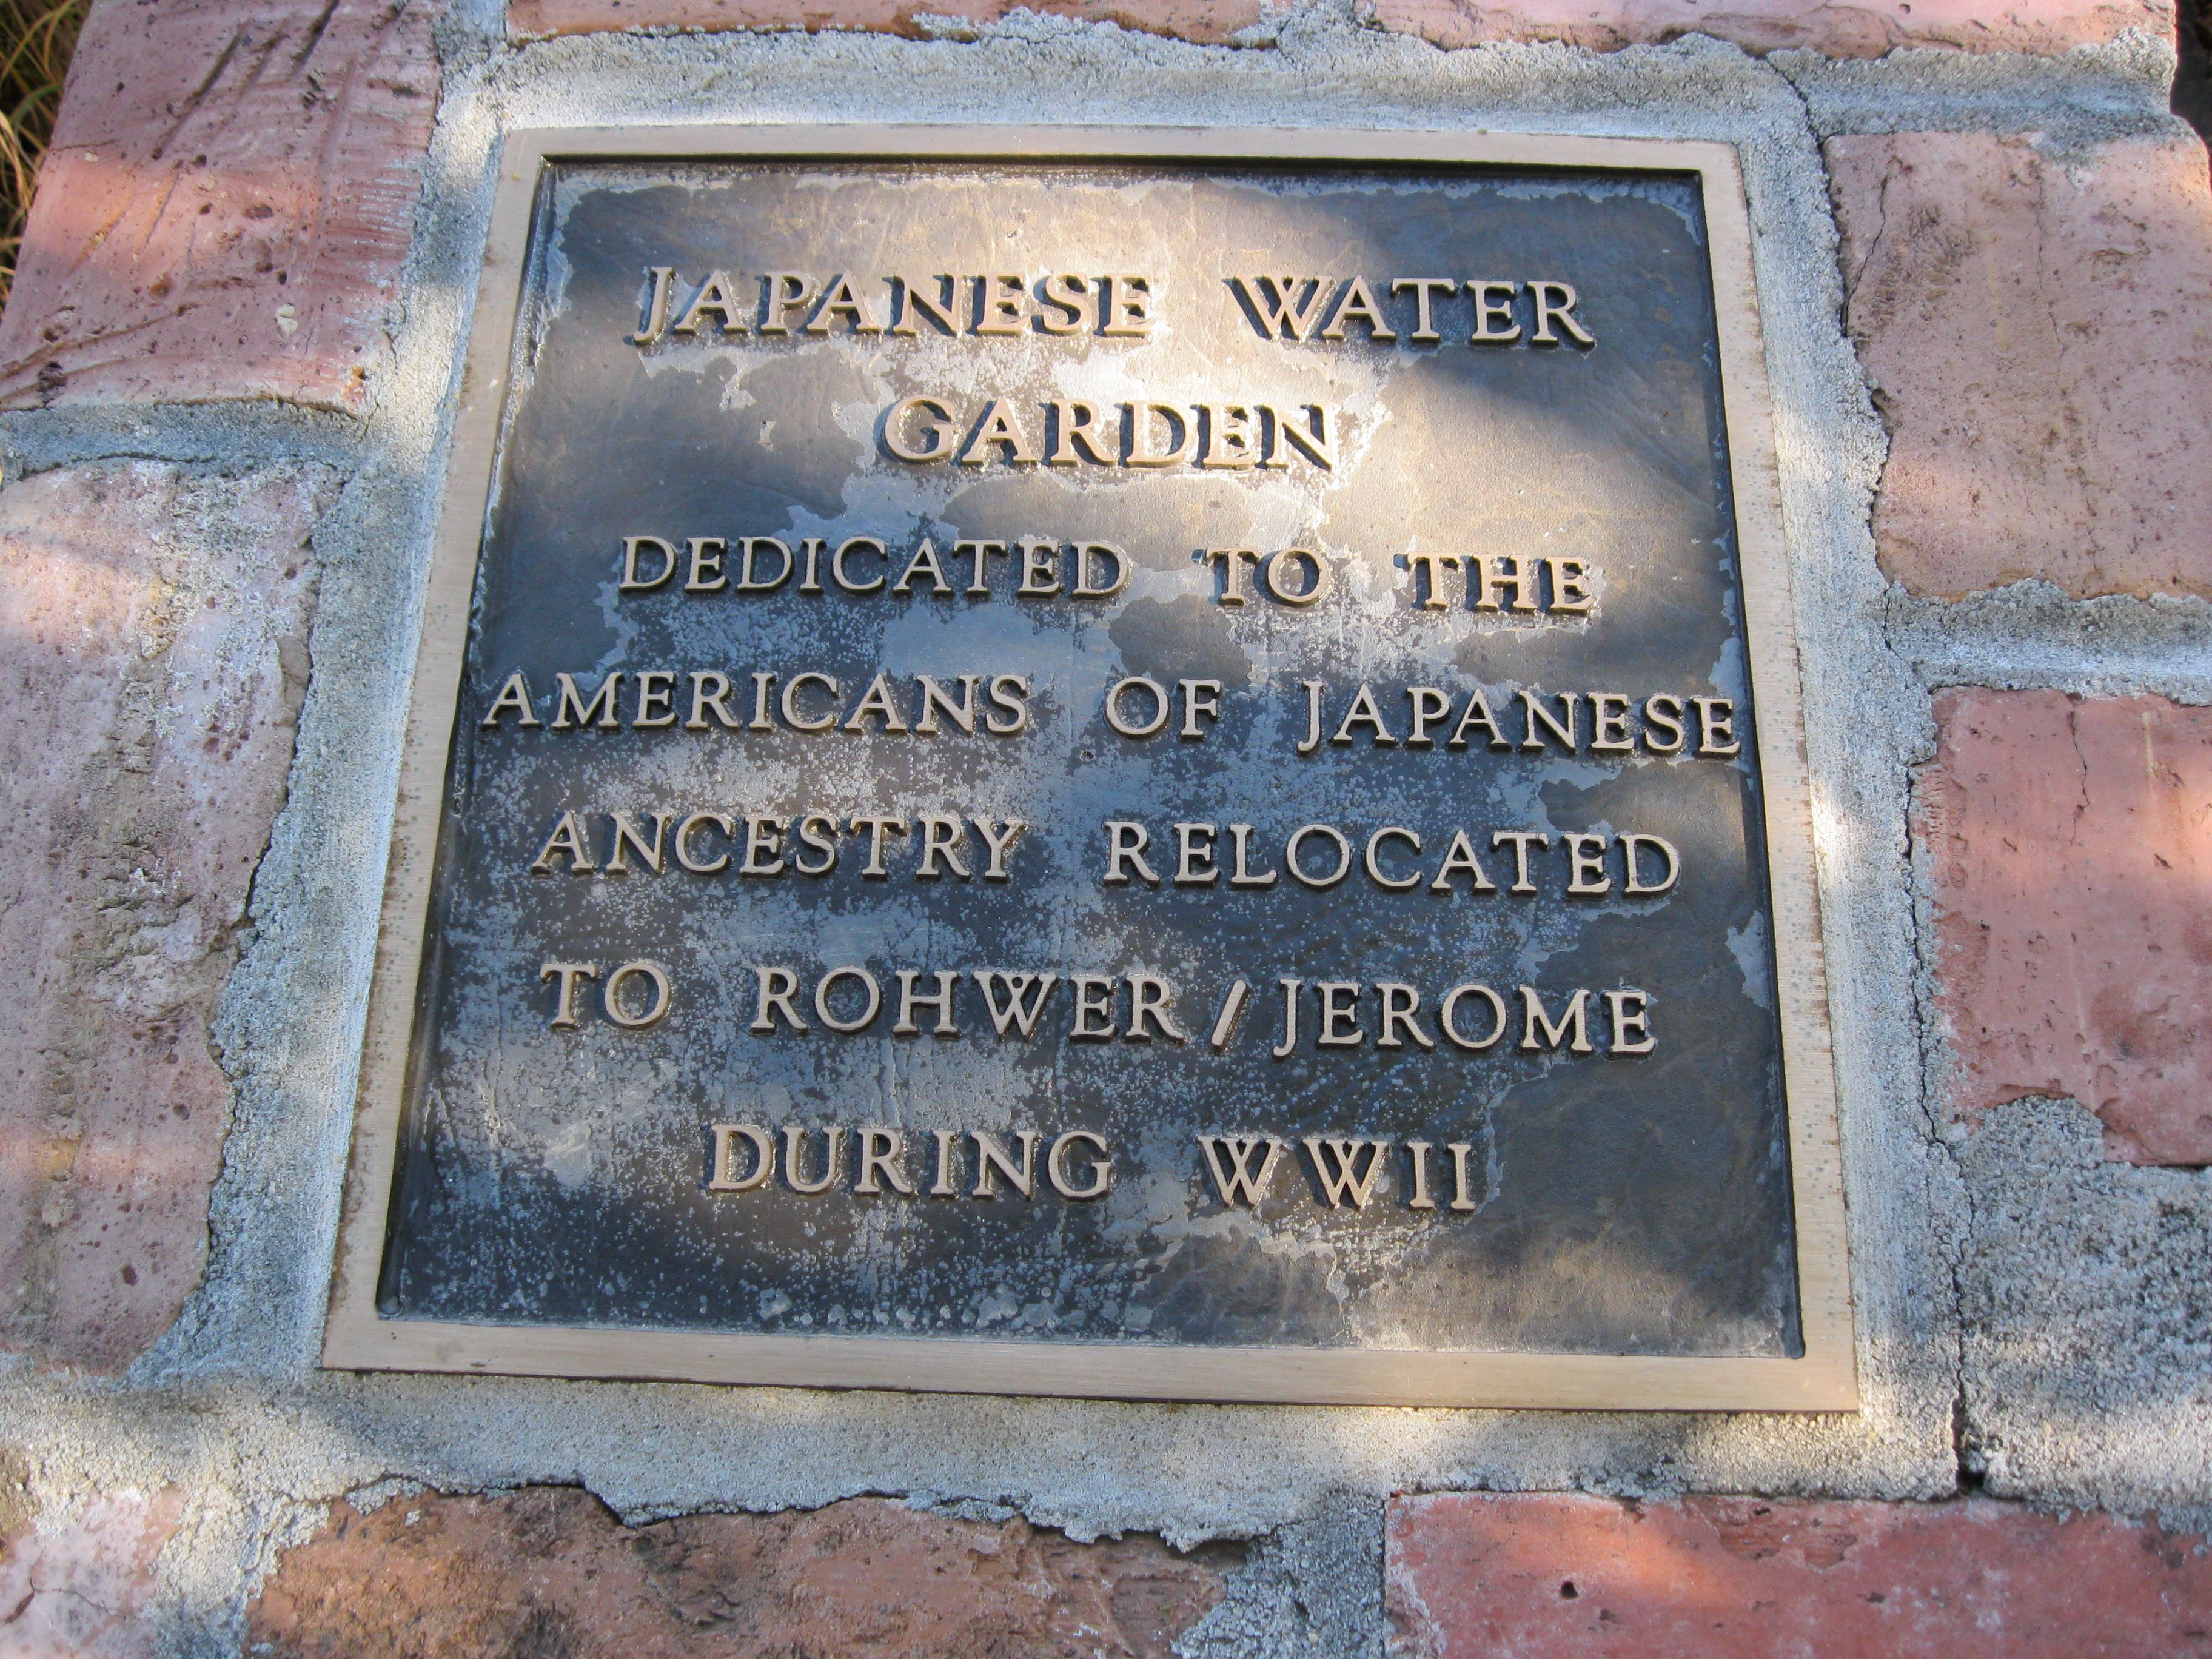 JAPANESE WATER
GARDEN
DEDICATED TO THE
AMERICANS OF JAPANESE
ANCESTRY RELOCATED
TO ROHWER/JEROME
DURING WWII